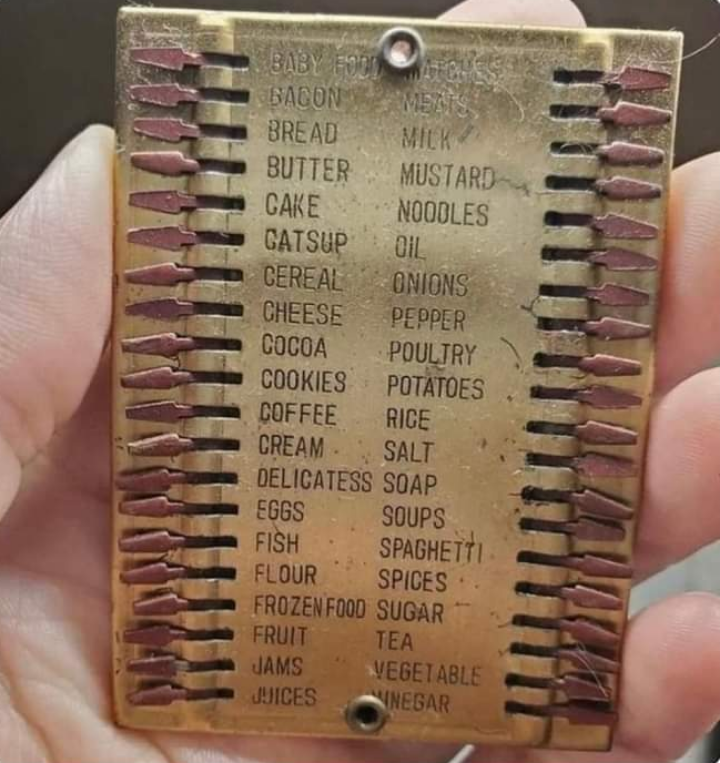 BABY FOOD MATCHES
BACON MEATS
BREAD MILK
BUTTER MUSTARD
CAKE NOODLES
CATSUP OIL
CEREAL ONIONS
CHEESE PEPPER
COCOA POULTRY
COOKIES POTATOES
COFFEE RICE
CREAM SALT
DELICATESS SOAP
EGGS SOUPS
FISH SPAGHETTI
FLOUR SPICES
FROZEN FOOD SUGAR
FRUIT TEA
JAMS VEGETABLE
JUICES VINEGAR